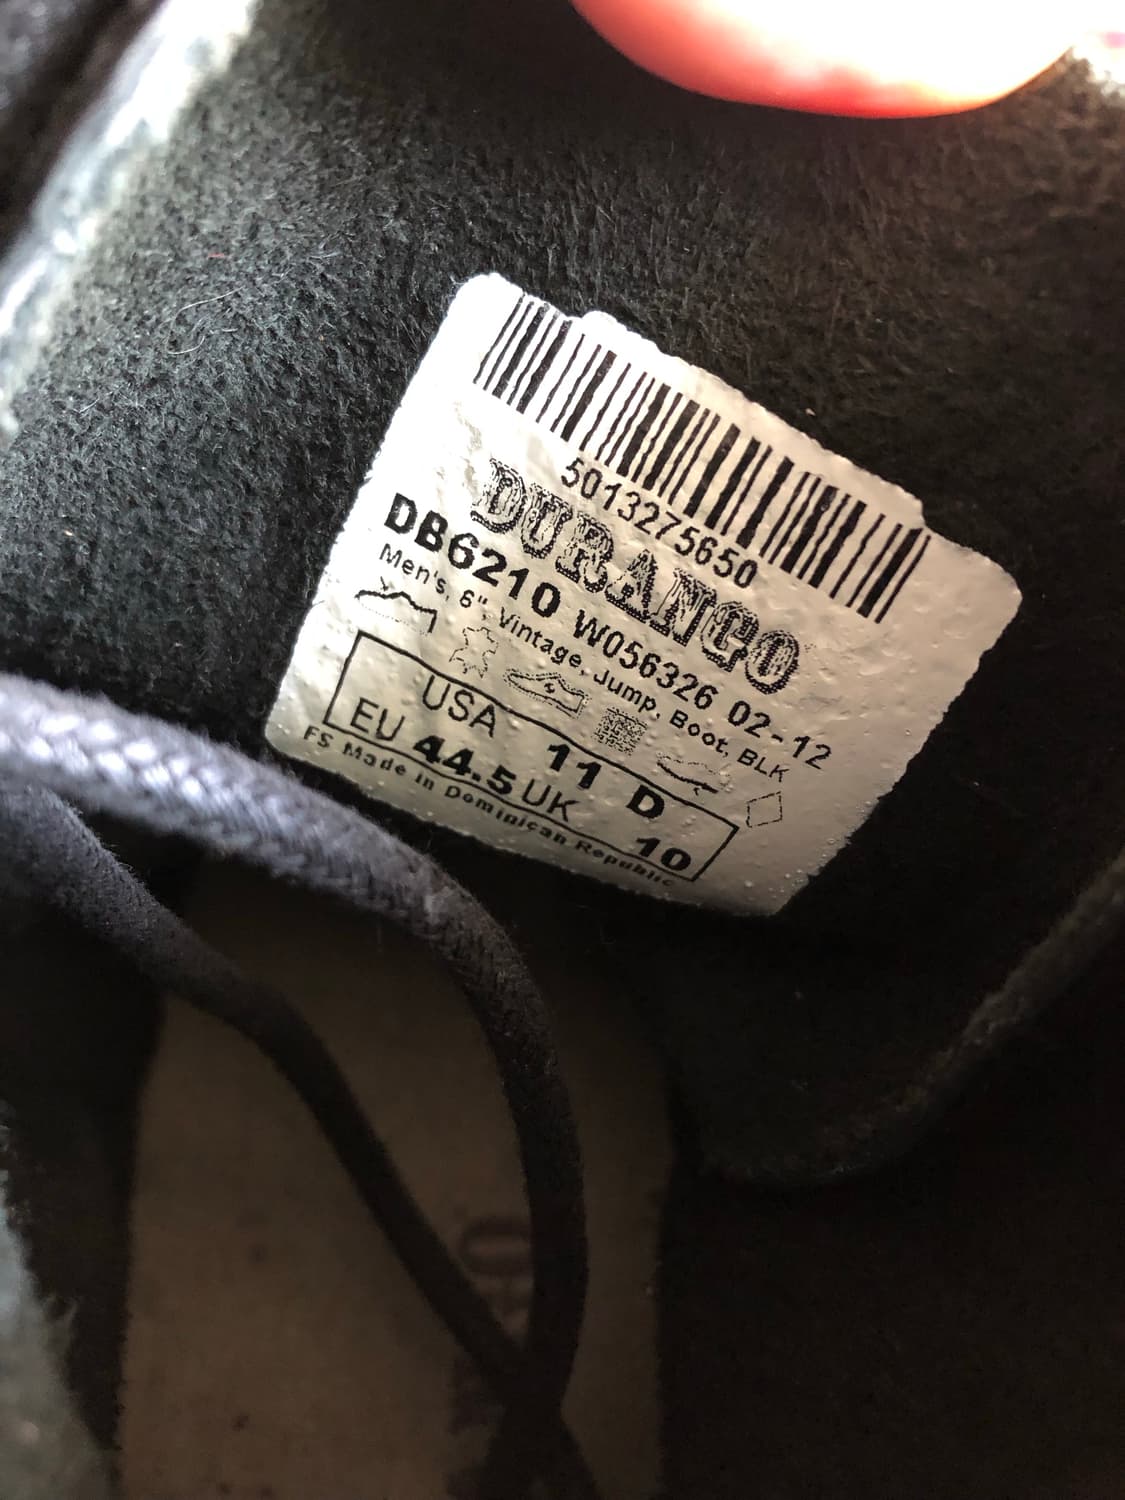 5013275650
DURANGO
DB6210 W056326 02-12
Men's, 6" Vintage, Jump, Boot, BLK
USA 11 D
EU 44.5 UK 10
FS Made in Dominican Republic